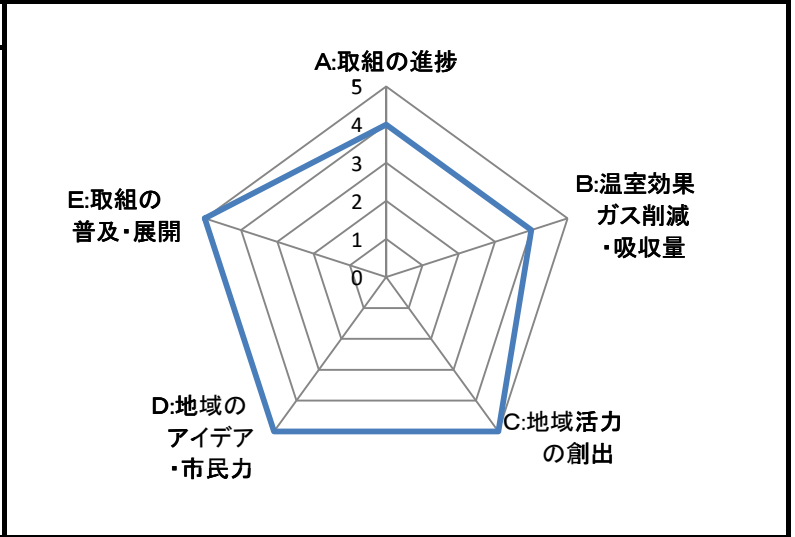 A:取組の進捗
5
4
3
2
1
0
B:温室効果
ガス削減
・吸収量
C:地域活力
の創出
D:地域の
アイデア
・市民力
E:取組の
普及・展開